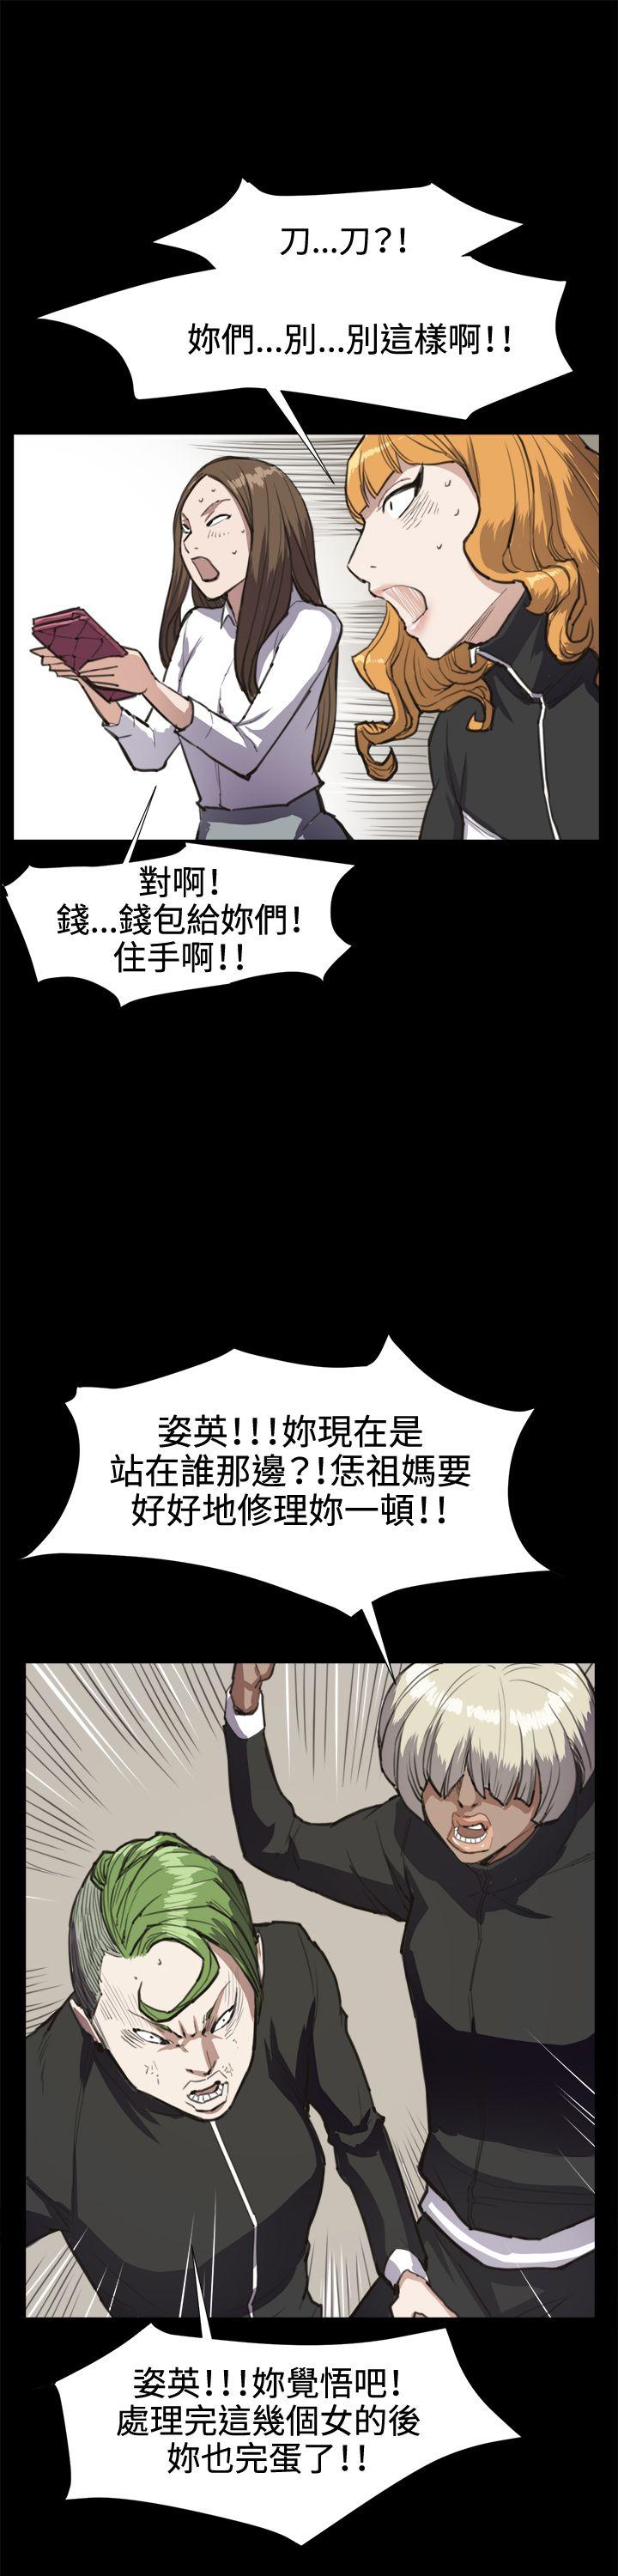 刀...刀?!
妳們...別...別這樣啊!!
對啊!
錢...錢包給妳們!
住手啊!!
姿英!!!妳現在是
站在誰那邊?!恁祖媽要
好好地修理妳一頓!!
姿英!!!妳覺悟吧!
處理完這幾個女的後
妳也完蛋了!!